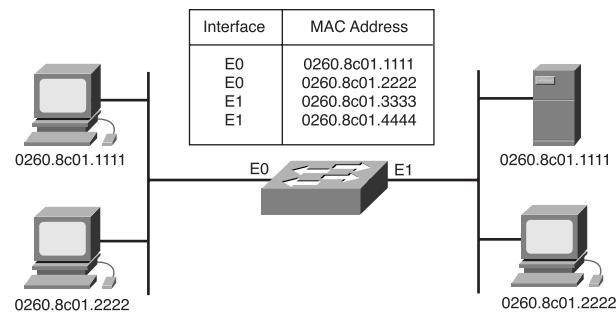 Interface MAC Address
E0 0260.8c01.1111
E0 0260.8c01.2222
E1 0260.8c01.3333
E1 0260.8c01.4444
0260.8c01.1111
0260.8c01.1111
E0 E1
0260.8c01.2222
0260.8c01.2222